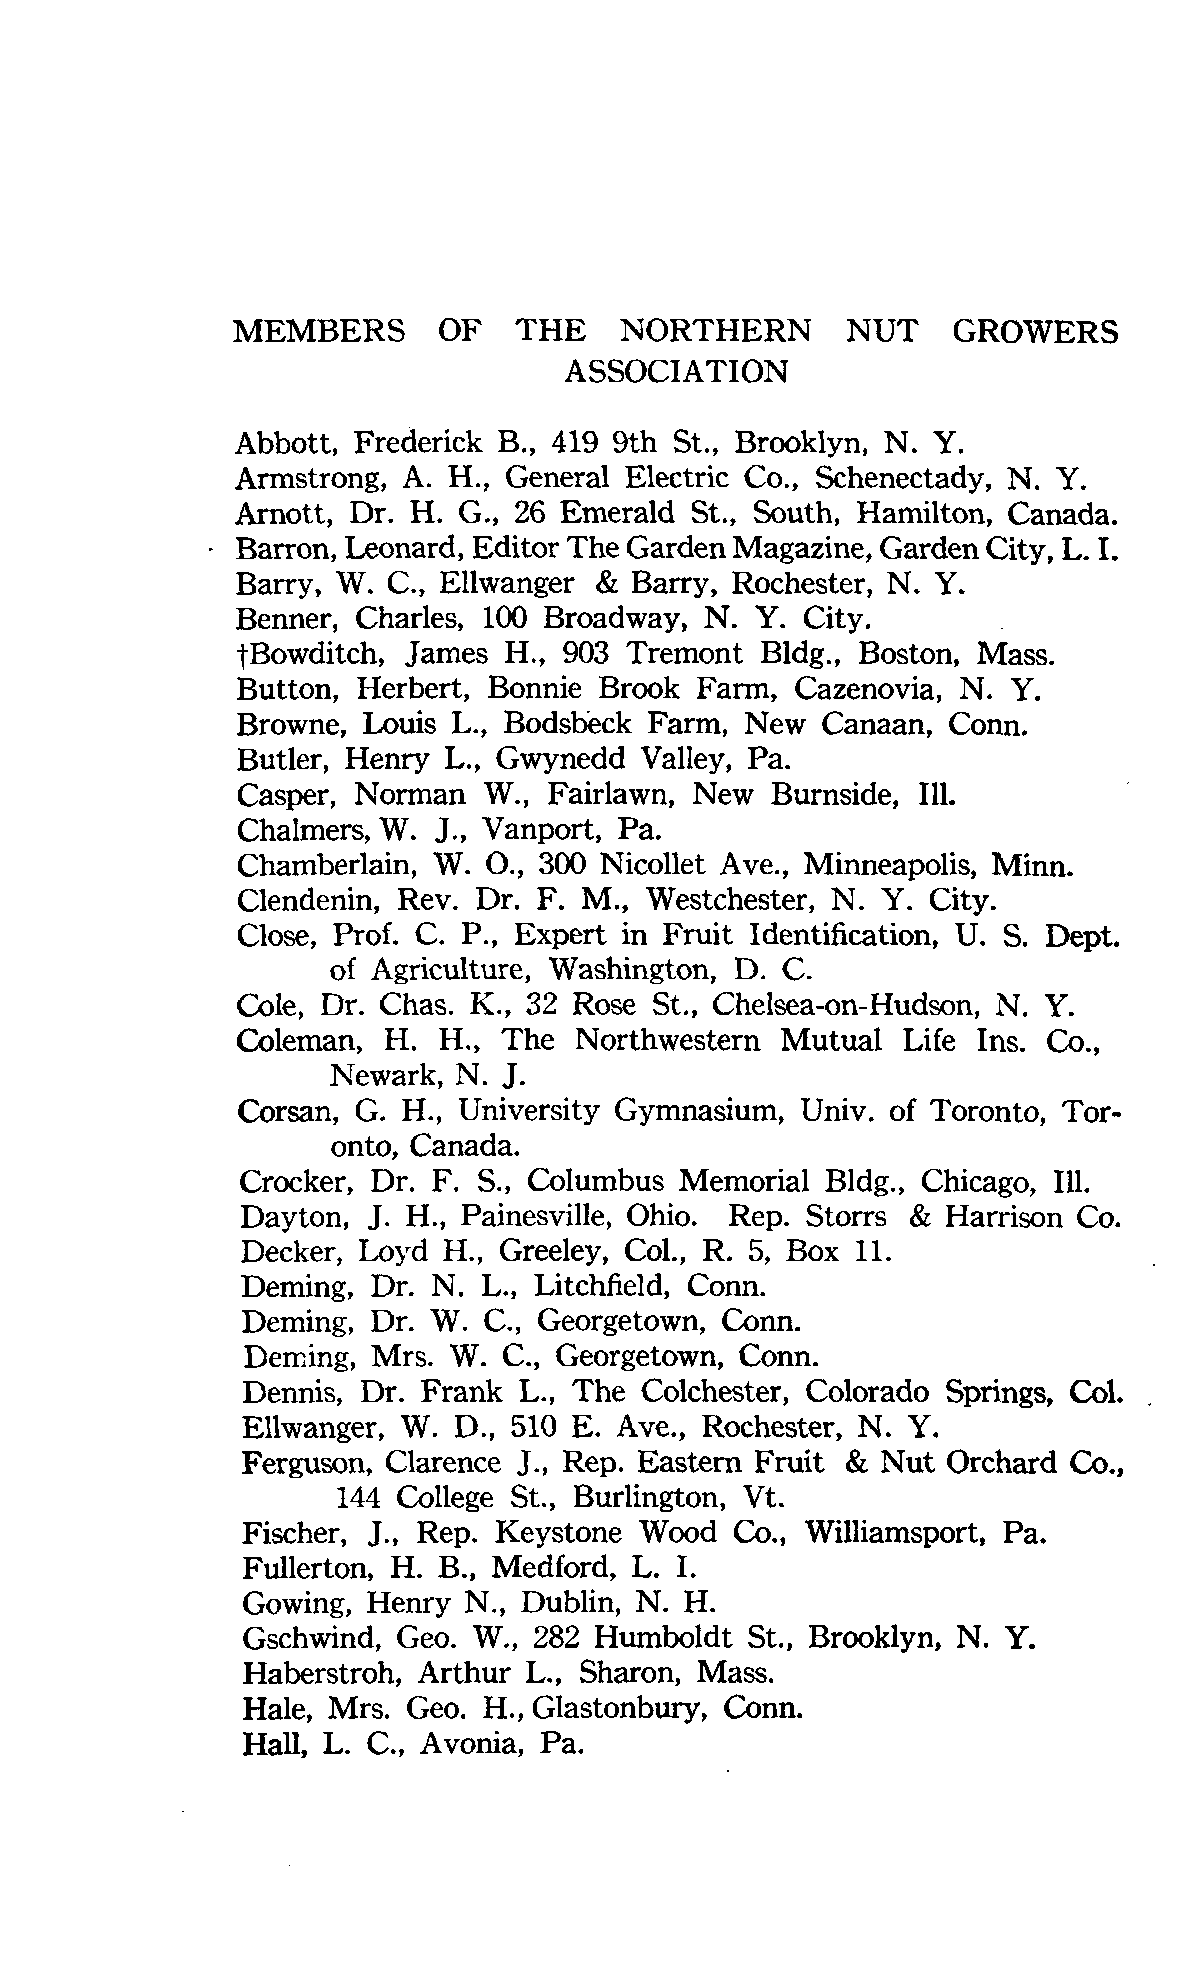 MEMBERS OF THE NORTHERN NUT GROWERS
ASSOCIATION
Abbott, Frederick B., 419 9th St., Brooklyn, N. Y.
Armstrong, A. H., General Electric Co., Schenectady, N. Y.
Arnott, Dr. H. G., 26 Emerald St., South, Hamilton, Canada.
Barron, Leonard, Editor The Garden Magazine, Garden City, L. I.
Barry, W. C., Ellwanger & Barry, Rochester, N. Y.
Benner, Charles, 100 Broadway, N. Y. City.
†Bowditch, James H., 903 Tremont Bldg., Boston, Mass.
Button, Herbert, Bonnie Brook Farm, Cazenovia, N. Y.
Browne, Louis L., Bodsbeck Farm, New Canaan, Conn.
Butler, Henry L., Gwynedd Valley, Pa.
Casper, Norman W., Fairlawn, New Burnside, Ill.
Chalmers, W. J., Vanport, Pa.
Chamberlain, W. O., 300 Nicollet Ave., Minneapolis, Minn.
Clendenin, Rev. Dr. F. M., Westchester, N. Y. City.
Close, Prof. C. P., Expert in Fruit Identification, U. S. Dept.
of Agriculture, Washington, D. C.
Cole, Dr. Chas. K., 32 Rose St., Chelsea-on-Hudson, N. Y.
Coleman, H. H., The Northwestern Mutual Life Ins. Co.,
Newark, N. J.
Corsan, G. H., University Gymnasium, Univ. of Toronto, Tor-
onto, Canada.
Crocker, Dr. F. S., Columbus Memorial Bldg., Chicago, Ill.
Dayton, J. H., Painesville, Ohio. Rep. Storrs & Harrison Co.
Decker, Loyd H., Greeley, Col., R. 5, Box 11.
Deming, Dr. N. L., Litchfield, Conn.
Deming, Dr. W. C., Georgetown, Conn.
Deming, Mrs. W. C., Georgetown, Conn.
Dennis, Dr. Frank L., The Colchester, Colorado Springs, Col.
Ellwanger, W. D., 510 E. Ave., Rochester, N. Y.
Ferguson, Clarence J., Rep. Eastern Fruit & Nut Orchard Co.,
144 College St., Burlington, Vt.
Fischer, J., Rep. Keystone Wood Co., Williamsport, Pa.
Fullerton, H. B., Medford, L. I.
Gowing, Henry N., Dublin, N. H.
Gschwind, Geo. W., 282 Humboldt St., Brooklyn, N. Y.
Haberstroh, Arthur L., Sharon, Mass.
Hale, Mrs. Geo. H., Glastonbury, Conn.
Hall, L. C., Avonia, Pa.